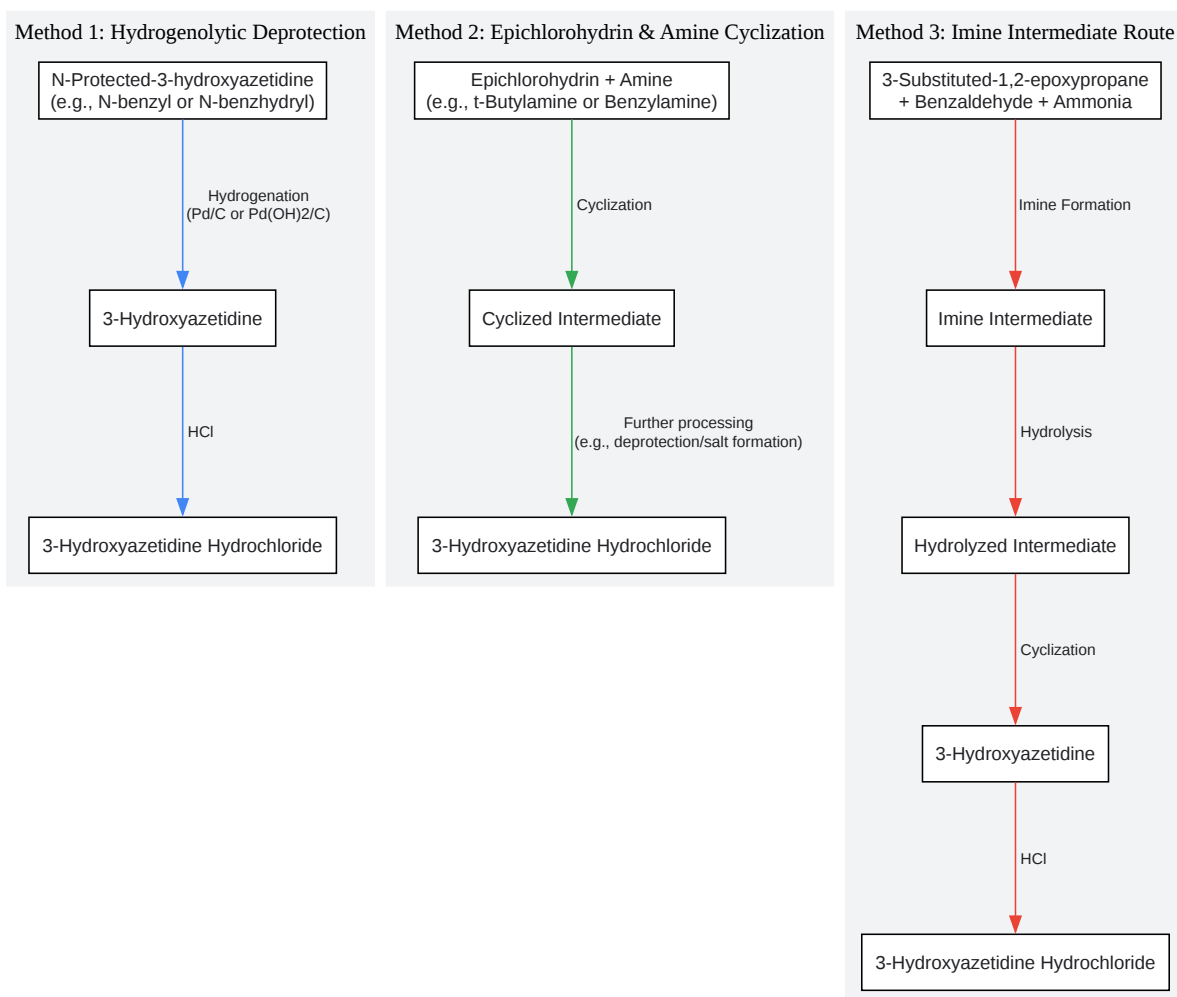 Method 1: Hydrogenolytic Deprotection
N-Protected-3-hydroxyazetidine
(e.g., N-benzyl or N-benzhydryl)
Hydrogenation
(Pd/C or Pd(OH)2/C)
3-Hydroxyazetidine
HCl
3-Hydroxyazetidine Hydrochloride
Method 2: Epichlorohydrin & Amine Cyclization
Epichlorohydrin + Amine
(e.g., t-Butylamine or Benzylamine)
Cyclization
Cyclized Intermediate
Further processing
(e.g., deprotection/salt formation)
3-Hydroxyazetidine Hydrochloride
Method 3: Imine Intermediate Route
3-Substituted-1,2-epoxypropane
+ Benzaldehyde + Ammonia
Imine Formation
Imine Intermediate
Hydrolysis
Hydrolyzed Intermediate
Cyclization
3-Hydroxyazetidine
HCl
3-Hydroxyazetidine Hydrochloride